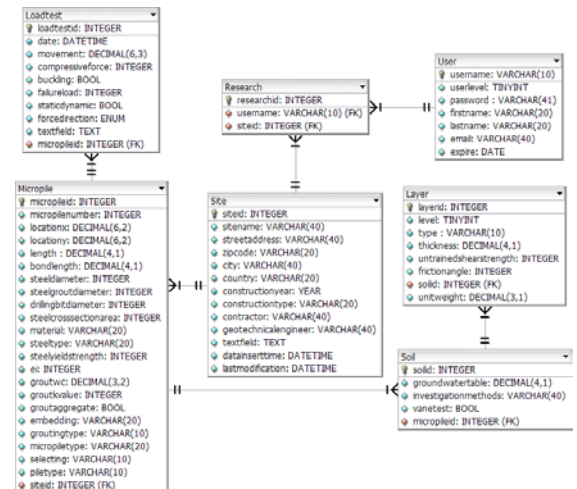 Loadtest
loadtestid: INTEGER
date: DATETIME
movement: DECIMAL(6,3)
compressiveforce: INTEGER
buckling: BOOL
failureload: INTEGER
staticdynamic: BOOL
forcedirection: ENUM
textfield: TEXT
micropileid: INTEGER (FK)
Research
researchid: INTEGER
username: VARCHAR(10) (FK)
siteid: INTEGER (FK)
User
username: VARCHAR(10)
userlevel: TINYINT
password : VARCHAR(41)
firstname: VARCHAR(20)
lastname: VARCHAR(20)
email: VARCHAR(40)
expire: DATE
Micropile
micropileid: INTEGER
micropilenumber: INTEGER
locationx: DECIMAL(6,2)
locationy: DECIMAL(6,2)
length : DECIMAL(4,1)
bondlength: DECIMAL(4,1)
steeldiameter: INTEGER
steelgroutdiameter: INTEGER
drillingbitdiameter: INTEGER
steelcrosssectionarea: INTEGER
material: VARCHAR(20)
steeltype: VARCHAR(20)
steelyieldstrength: INTEGER
ei: INTEGER
groutwc: DECIMAL(3,2)
groutkvalue: INTEGER
groutaggregate: BOOL
embedding: VARCHAR(20)
groutingtype: VARCHAR(10)
micropiletype: VARCHAR(20)
selecting: VARCHAR(10)
piletype: VARCHAR(10)
siteid: INTEGER (FK)
Site
siteid: INTEGER
sitename: VARCHAR(40)
streetaddress: VARCHAR(40)
zipcode: VARCHAR(20)
city: VARCHAR(40)
country: VARCHAR(20)
constructionyear: YEAR
constructiontype: VARCHAR(20)
contractor: VARCHAR(40)
geotechnicalengineer: VARCHAR(40)
textfield: TEXT
datainserttime: DATETIME
lastmodification: DATETIME
Layer
layerid: INTEGER
level: TINYINT
type : VARCHAR(10)
thickness: DECIMAL(4,1)
untrainedshearstrength: INTEGER
frictionangle: INTEGER
soilid: INTEGER (FK)
unitweight: DECIMAL(3,1)
Soil
soilid: INTEGER
groundwatertable: DECIMAL(4,1)
investigationmethods: VARCHAR(40)
vanetest: BOOL
micropileid: INTEGER (FK)